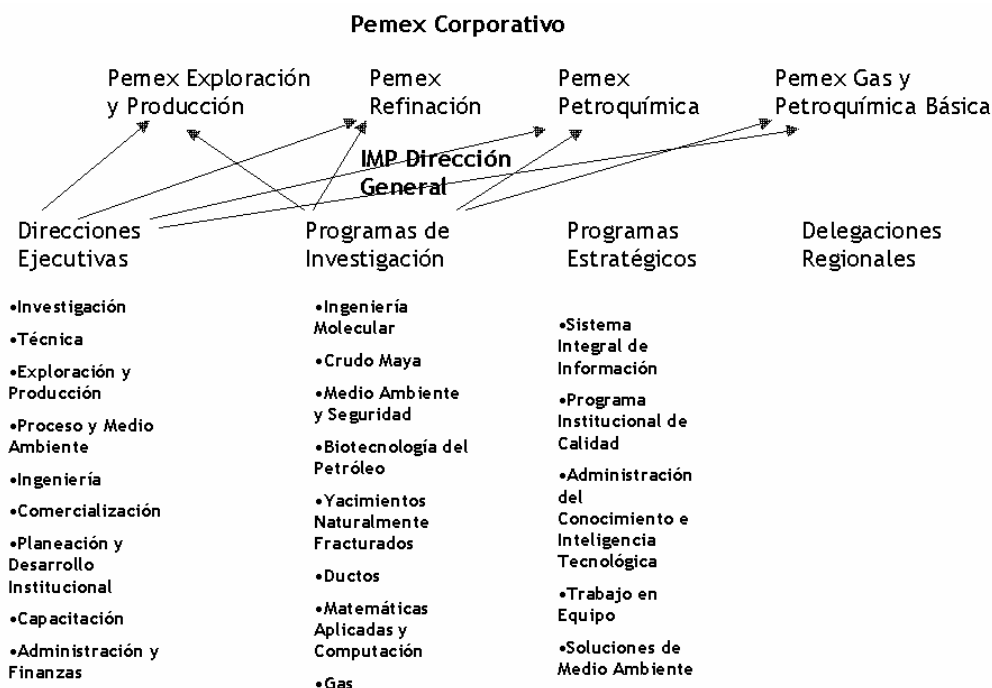 Pemex Corporativo
Pemex Exploración
y Producción
Pemex
Refinación
Pemex
Petroquímica
Pemex Gas y
Petroquímica Básica
IMP Dirección
General
Direcciones
Ejecutivas
•Investigación
•Técnica
•Exploración y
Producción
•Proceso y Medio
Ambiente
•Ingeniería
•Comercialización
•Planeación y
Desarrollo
Institucional
•Capacitación
•Administración y
Finanzas
Programas de
Investigación
•Ingeniería
Molecular
•Crudo Maya
•Medio Ambiente
y Seguridad
•Biotecnología del
Petróleo
•Yacimientos
Naturalmente
Fracturados
•Ductos
•Matemáticas
Aplicadas y
Computación
•Gas
Programas
Estratégicos
•Sistema
Integral de
Información
•Programa
Institucional de
Calidad
•Administración
del
Conocimiento e
Inteligencia
Tecnológica
•Trabajo en
Equipo
•Soluciones de
Medio Ambiente
Delegaciones
Regionales